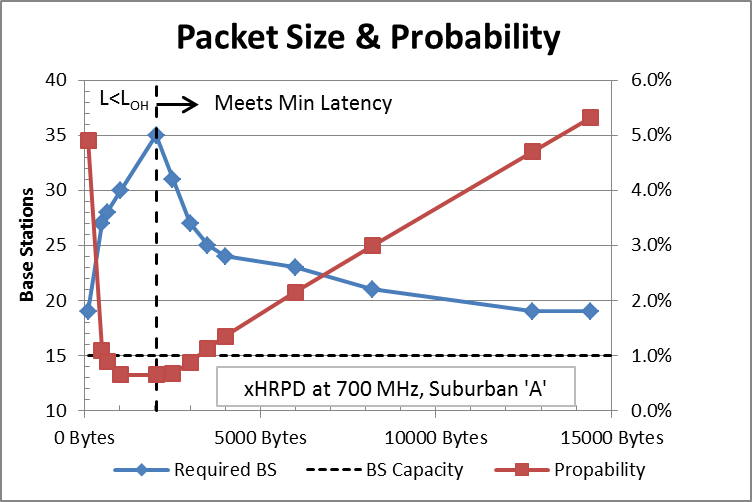 Packet Size & Probability
40
35
30
25
20
15
10
Base Stations
L<LOH
Meets Min Latency
6.0%
5.0%
4.0%
3.0%
2.0%
1.0%
0.0%
xHRPD at 700 MHz, Suburban 'A'
0 Bytes 5000 Bytes 10000 Bytes 15000 Bytes
Required BS BS Capacity Propability